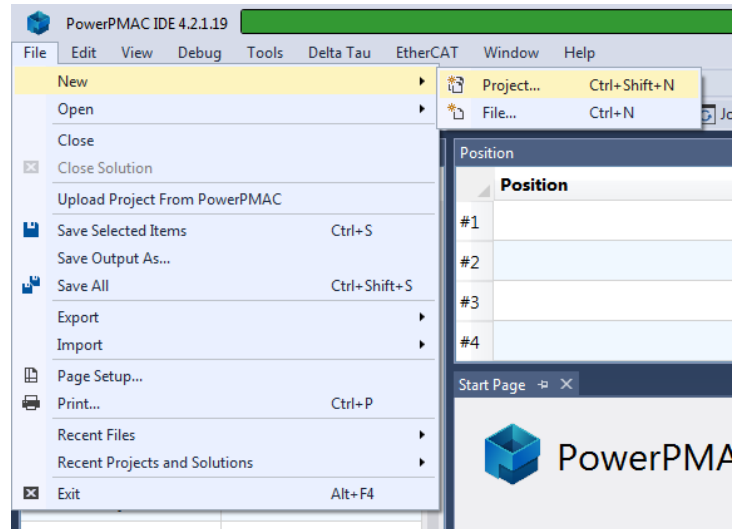 PowerPMAC IDE 4.2.1.19
File Edit View Debug Tools Delta Tau EtherCAT Window Help
New
Project... Ctrl+Shift+N
Open
File... Ctrl+N
Close
Close Solution
Upload Project From PowerPMAC
Save Selected Items Ctrl+S
Save Output As...
Save All Ctrl+Shift+S
Export
Import
Page Setup...
Print... Ctrl+P
Recent Files
Recent Projects and Solutions
Exit Alt+F4
Position
Position
#1
#2
#3
#4
Start Page